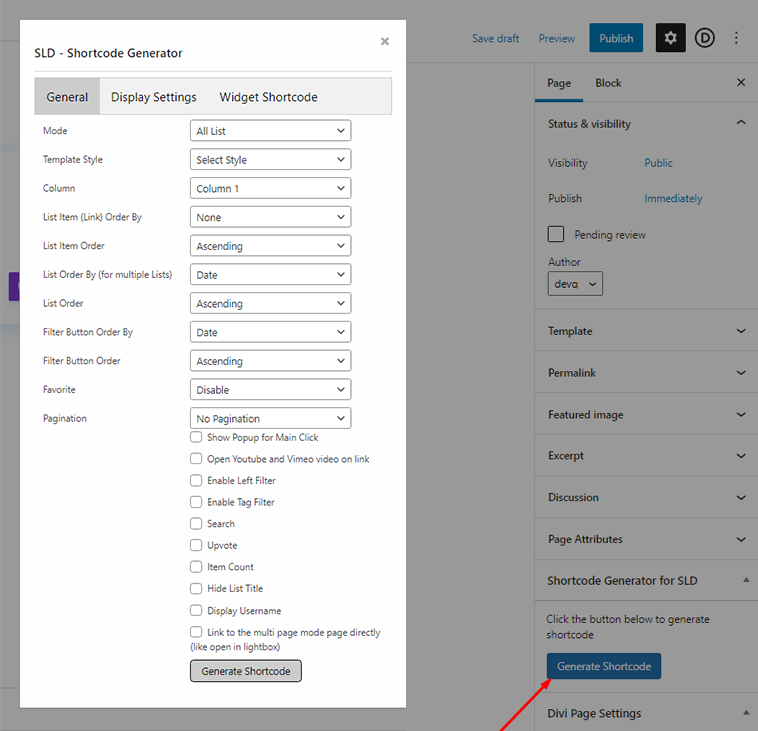 SLD - Shortcode Generator
General Display Settings Widget Shortcode
Mode All List
Template Style Select Style
Column Column 1
List Item (Link) Order By None
List Item Order Ascending
List Order By (for multiple Lists) Date
List Order Ascending
Filter Button Order By Date
Filter Button Order Ascending
Favorite Disable
Pagination No Pagination
Show Popup for Main Click
Open Youtube and Vimeo video on link
Enable Left Filter
Enable Tag Filter
Search
Upvote
Item Count
Hide List Title
Display Username
Link to the multi page mode page directly
(like open in lightbox)
Generate Shortcode
Save draft Preview Publish D
Page Block
Status & visibility
Visibility Public
Publish Immediately
Pending review
Author
deva
Template
Permalink
Featured image
Excerpt
Discussion
Page Attributes
Shortcode Generator for SLD
Click the button below to generate
shortcode
Generate Shortcode
Divi Page Settings